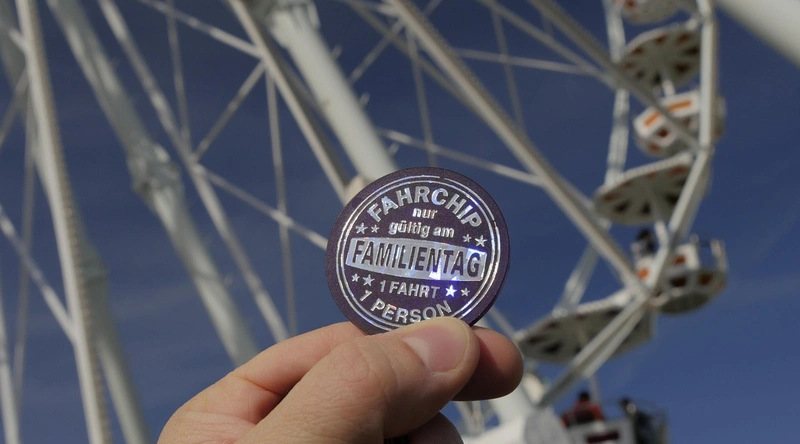 FAHRCHIP
nur
gültig am
FAMILIENTAG
1 FAHRT
1 PERSON